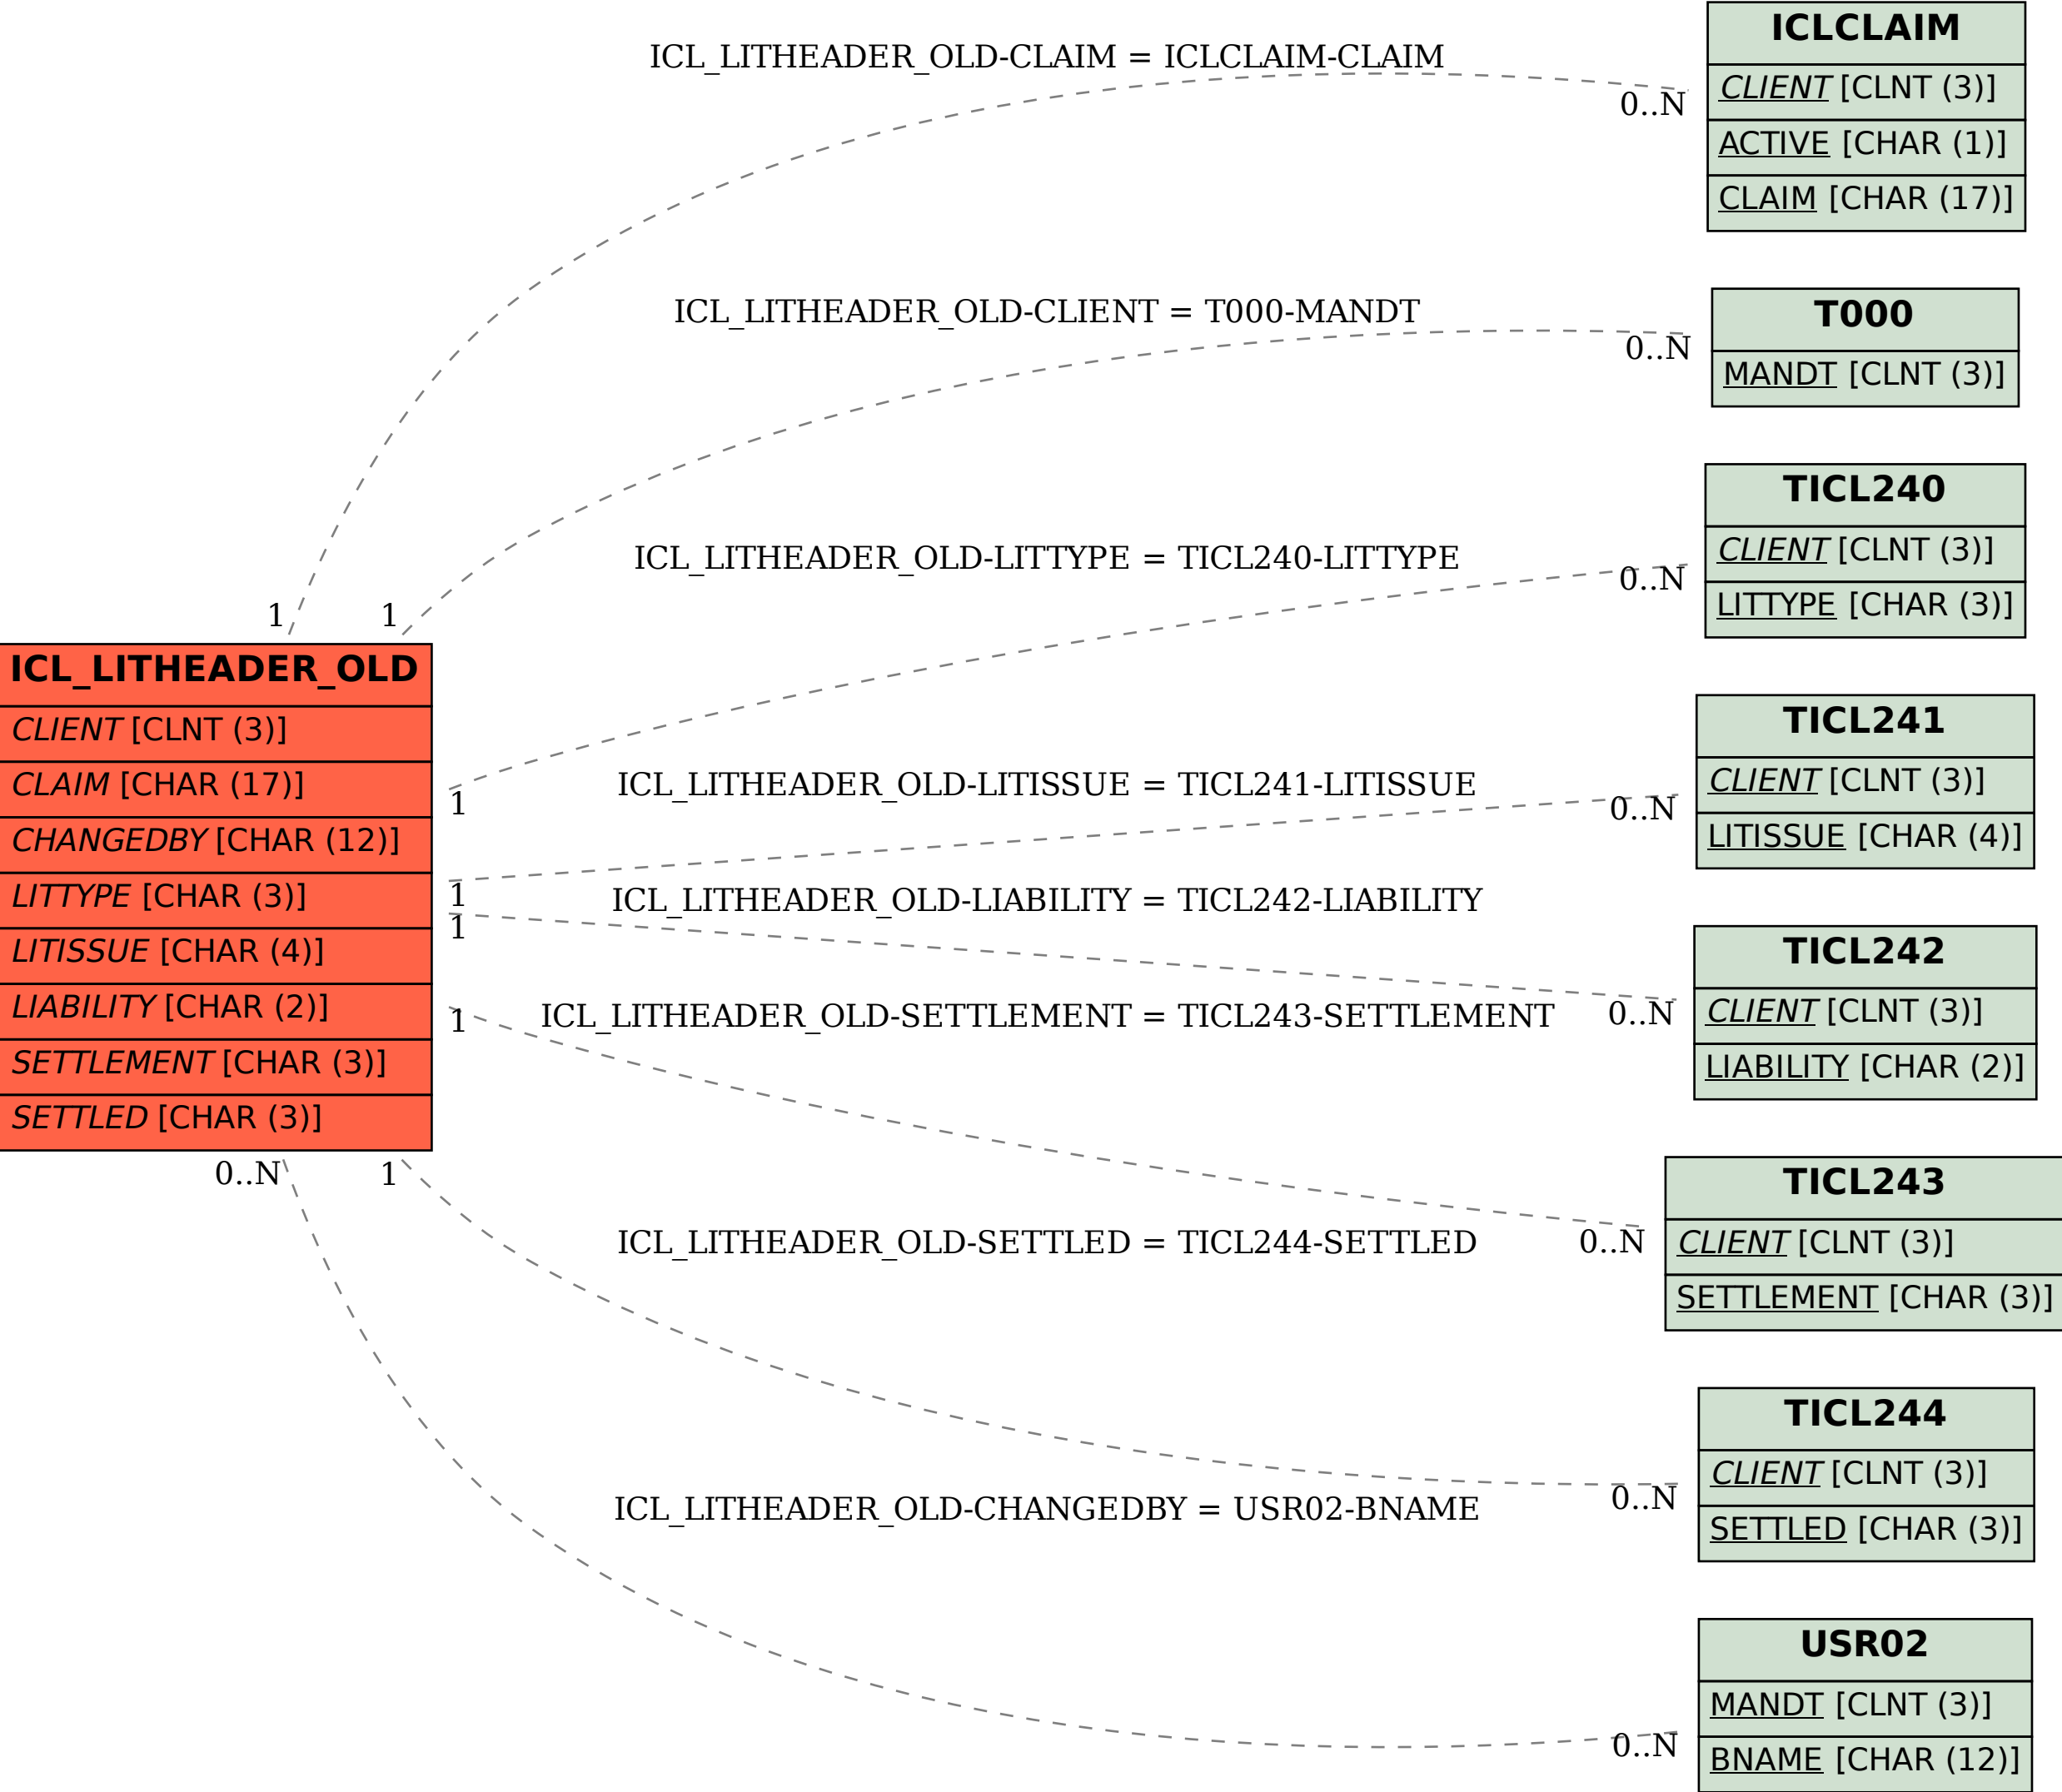 ICL_LITHEADER_OLD-CLAIM = ICLCLAIM-CLAIM
0..N
1
ICLCLAIM
CLIENT [CLNT (3)]
ACTIVE [CHAR (1)]
CLAIM [CHAR (17)]
ICL_LITHEADER_OLD-CLIENT = T000-MANDT
0..N
1
T000
MANDT [CLNT (3)]
ICL_LITHEADER_OLD-LITTYPE = TICL240-LITTYPE
0..N
1
TICL240
CLIENT [CLNT (3)]
LITTYPE [CHAR (3)]
ICL_LITHEADER_OLD
CLIENT [CLNT (3)]
CLAIM [CHAR (17)]
CHANGEDBY [CHAR (12)]
LITTYPE [CHAR (3)]
LITISSUE [CHAR (4)]
LIABILITY [CHAR (2)]
SETTLEMENT [CHAR (3)]
SETTLED [CHAR (3)]
ICL_LITHEADER_OLD-LITISSUE = TICL241-LITISSUE
0..N
1
TICL241
CLIENT [CLNT (3)]
LITISSUE [CHAR (4)]
ICL_LITHEADER_OLD-LIABILITY = TICL242-LIABILITY
0..N
1
TICL242
CLIENT [CLNT (3)]
LIABILITY [CHAR (2)]
ICL_LITHEADER_OLD-SETTLEMENT = TICL243-SETTLEMENT
0..N
1
TICL243
CLIENT [CLNT (3)]
SETTLEMENT [CHAR (3)]
ICL_LITHEADER_OLD-SETTLED = TICL244-SETTLED
0..N
1
TICL244
CLIENT [CLNT (3)]
SETTLED [CHAR (3)]
ICL_LITHEADER_OLD-CHANGEDBY = USR02-BNAME
0..N
0..N
USR02
MANDT [CLNT (3)]
BNAME [CHAR (12)]